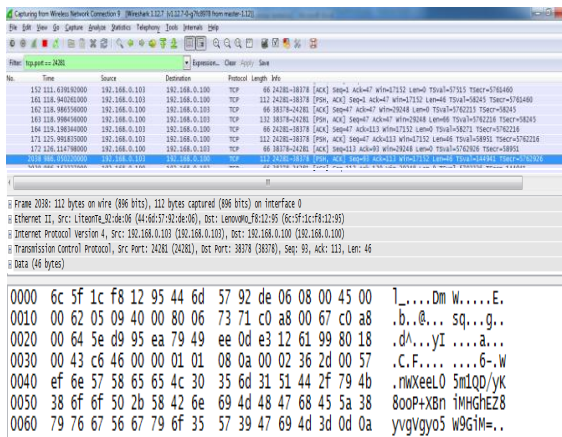 Capturing from Wireless Network Connection 9 [Wireshark 1.12.7 (v1.12.7-0-g7fc8978 from master-1.12)]
File Edit View Go Capture Analyze Statistics Telephony Tools Internals Help
Filter: tcp.port == 24281 Expression... Clear Apply Save
No. Time Source Destination Protocol Length Info
152 111.639192000 192.168.0.103 192.168.0.100 TCP 66 24281→38378 [ACK] Seq=1 Ack=47 Win=17152 Len=0 TSval=57515 TSecr=5761460
161 118.940261000 192.168.0.103 192.168.0.100 TCP 112 24281→38378 [PSH, ACK] Seq=1 Ack=47 Win=17152 Len=46 TSval=58245 TSecr=5761460
162 118.986556000 192.168.0.100 192.168.0.103 TCP 66 38378→24281 [ACK] Seq=47 Ack=47 Win=29248 Len=0 TSval=5762215 TSecr=58245
163 118.998456000 192.168.0.100 192.168.0.103 TCP 132 38378→24281 [PSH, ACK] Seq=47 Ack=47 Win=29248 Len=66 TSval=5762216 TSecr=58245
164 119.198344000 192.168.0.103 192.168.0.100 TCP 66 24281→38378 [ACK] Seq=47 Ack=113 Win=17152 Len=0 TSval=58271 TSecr=5762216
171 125.991835000 192.168.0.103 192.168.0.100 TCP 112 24281→38378 [PSH, ACK] Seq=47 Ack=113 Win=17152 Len=46 TSval=58951 TSecr=5762216
172 126.114798000 192.168.0.100 192.168.0.103 TCP 66 38378→24281 [ACK] Seq=113 Ack=93 Win=29248 Len=0 TSval=5762926 TSecr=58951
2038 986.050220000 192.168.0.103 192.168.0.100 TCP 112 24281→38378 [PSH, ACK] Seq=93 Ack=113 Win=17152 Len=46 TSval=144941 TSecr=5762926
Frame 2038: 112 bytes on wire (896 bits), 112 bytes captured (896 bits) on interface 0
Ethernet II, Src: LiteonTe_92:de:06 (44:6d:57:92:de:06), Dst: LenovoMo_f8:12:95 (6c:5f:1c:f8:12:95)
Internet Protocol Version 4, Src: 192.168.0.103 (192.168.0.103), Dst: 192.168.0.100 (192.168.0.100)
Transmission Control Protocol, Src Port: 24281 (24281), Dst Port: 38378 (38378), Seq: 93, Ack: 113, Len: 46
Data (46 bytes)
0000 6c 5f 1c f8 12 95 44 6d 57 92 de 06 08 00 45 00 l_....Dm W.....E.
0010 00 62 05 09 40 00 80 06 73 71 c0 a8 00 67 c0 a8 .b..@... sq...g..
0020 00 64 5e d9 95 ea 79 49 ee 0d e3 12 61 99 80 18 .d^...yI ....a...
0030 00 43 c6 46 00 00 01 01 08 0a 00 02 36 2d 00 57 .C.F.... ....6-.W
0040 ef 6e 57 58 65 65 4c 30 35 6d 31 51 44 2f 79 4b .nWXeeL0 5m1QD/yK
0050 38 6f 6f 50 2b 58 42 6e 69 4d 48 47 68 45 5a 38 8ooP+XBn iMHGhEZ8
0060 79 76 67 56 67 79 6f 35 57 39 47 69 4d 3d 0d 0a yvgVgyo5 W9GiM=..